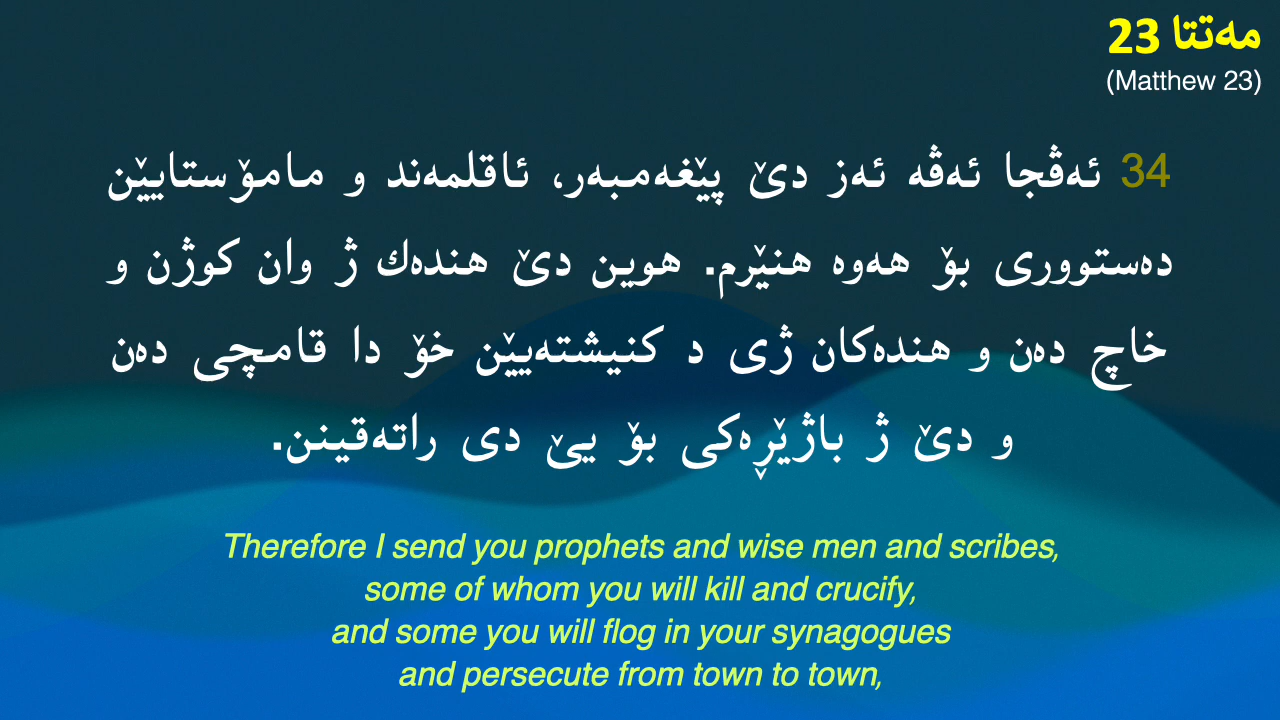 مەتتا 23
(Matthew 23)
34 ئەڤجا ئەڤە ئەز دێ پێغەمبەر، ئاقلمەند و مامۆستایێن
دەستووری بۆ هەوە هنێرم. هوین دێ هندەك ژ وان کوژن و
خاچ دەن و هندەکان ژی د کنیشتەیێن خۆ دا قامچی دەن
و دێ ژ باژێڕەکی بۆ یێ دی راتەقینن.
Therefore I send you prophets and wise men and scribes,
some of whom you will kill and crucify,
and some you will flog in your synagogues
and persecute from town to town,